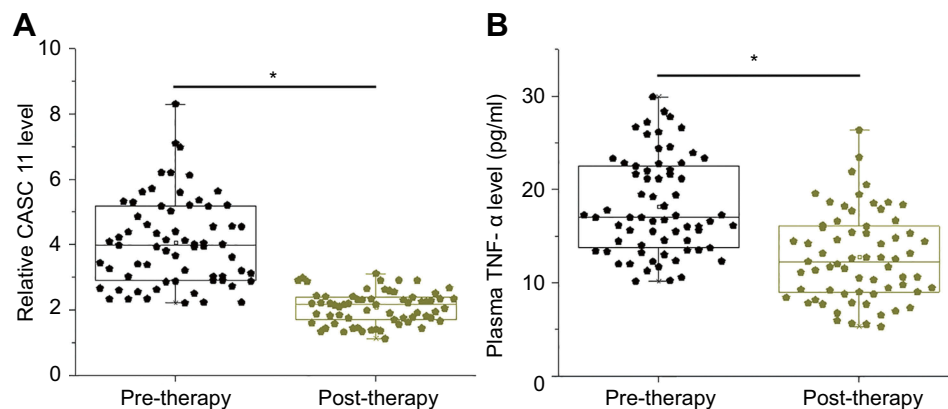 A
Relative CASC 11 level
10
8
6
4
2
0
*
Pre-therapy
Post-therapy
B
Plasma TNF- α level (pg/ml)
30
20
10
0
*
Pre-therapy
Post-therapy